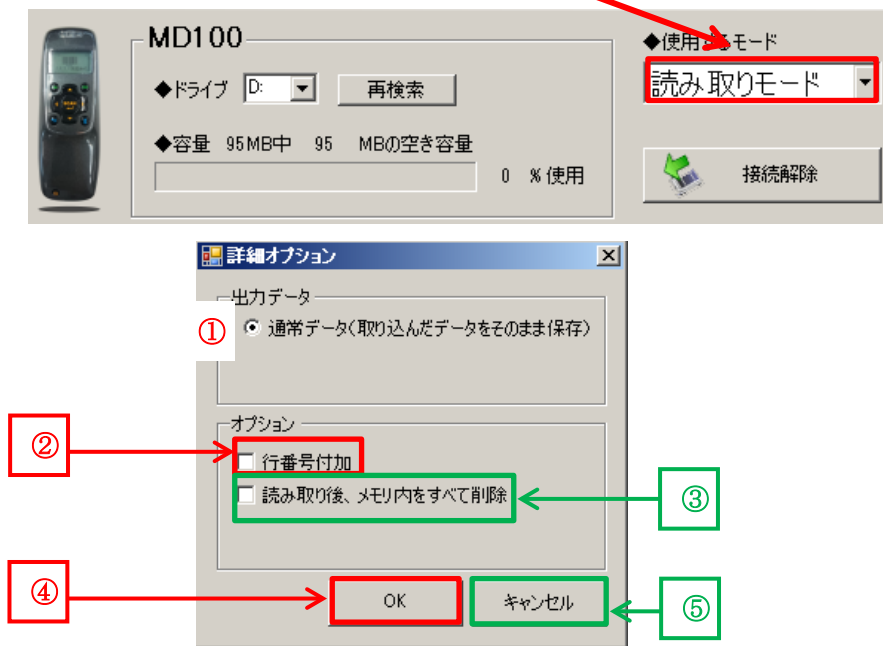 MD100
◆使用するモード
◆ドライブ D: 再検索
読み取りモード
◆容量 95MB中 95 MBの空き容量
0 %使用
接続解除
詳細オプション
出力データ
① 通常データ(取り込んだデータをそのまま保存)
オプション
② 行番号付加
読み取り後、メモリ内をすべて削除
③
④ OK キャンセル ⑤